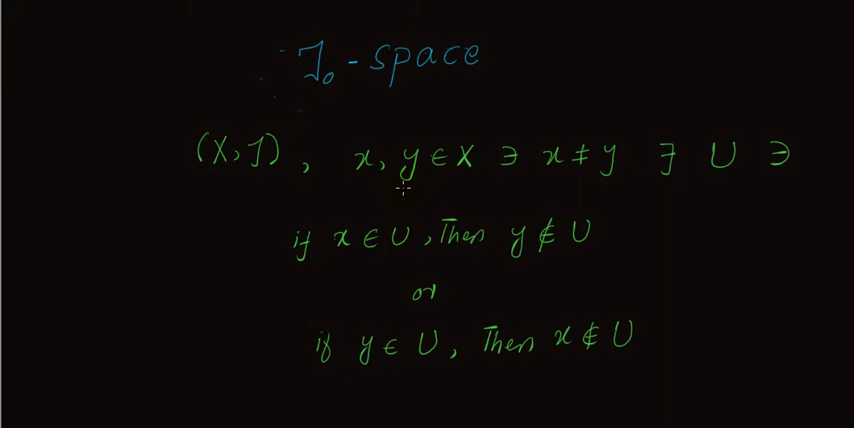 T₀-space
(X, T), x, y ∈ X ∋ x ≠ y ∃ U ∋
if x ∈ U, Then y ∉ U
or
if y ∈ U, Then x ∉ U